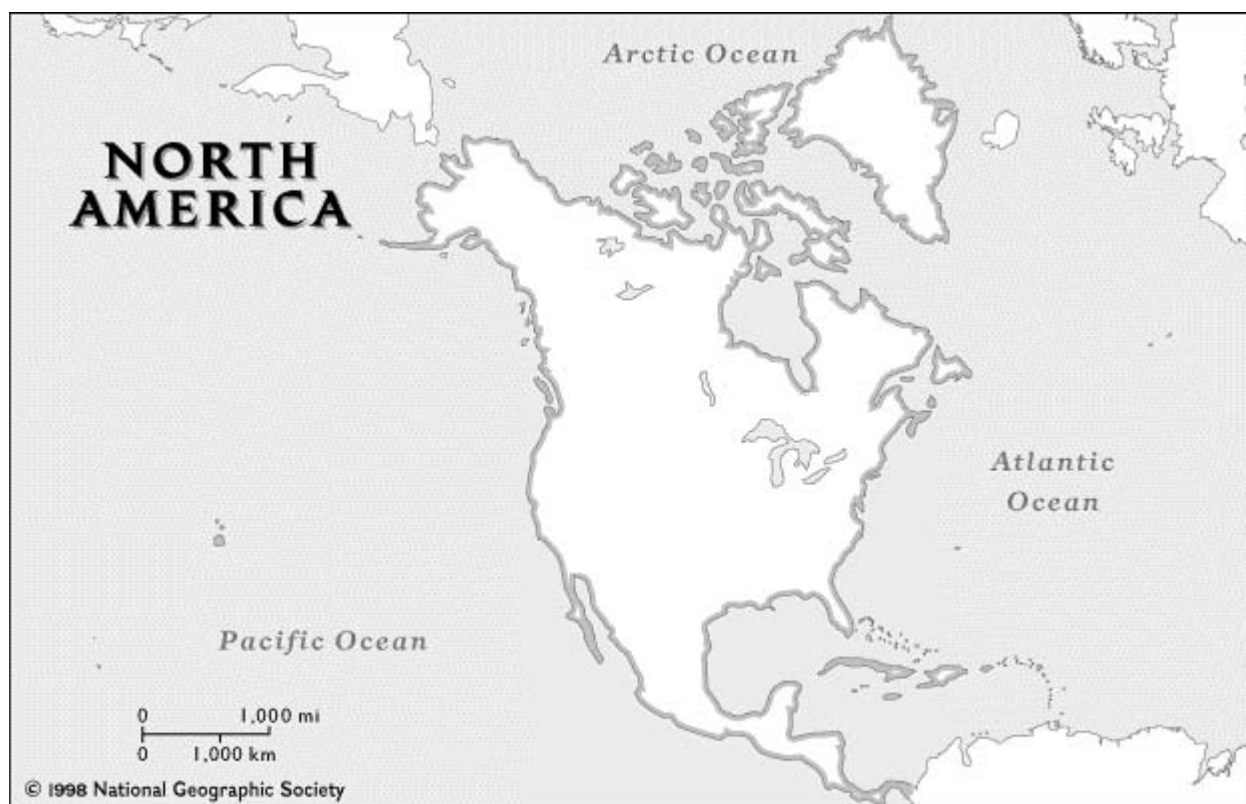 Arctic Ocean
NORTH
AMERICA
Atlantic
Ocean
Pacific Ocean
0 1,000 mi
0 1,000 km
© 1998 National Geographic Society